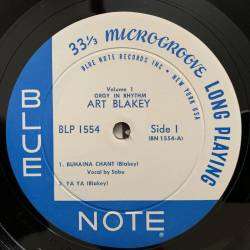 33⅓ MICROGROOVE LONG PLAYING
BLUE NOTE RECORDS INC • NEW YORK USA
Volume 1
ORGY IN RHYTHM
ART BLAKEY
BLP 1554
Side 1
(BN 1554-A)
1. BUHAINA CHANT (Blakey)
Vocal by Sabu
2. YA YA (Blakey)
BLUE
NOTE